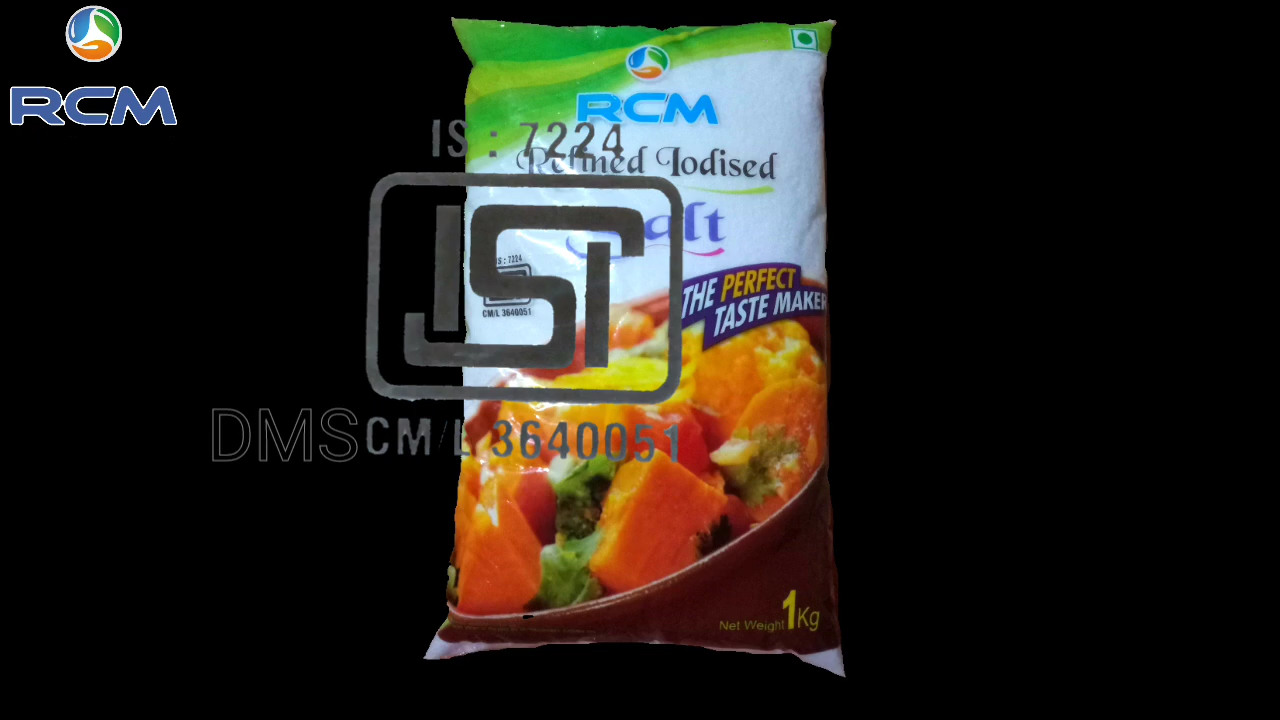 RCM
RCM
IS : 7224
Refined Iodised
Salt
IS : 7224
CM/L 3640051
THE PERFECT
TASTE MAKER
DMS
CM/L 3640051
Net Weight 1Kg